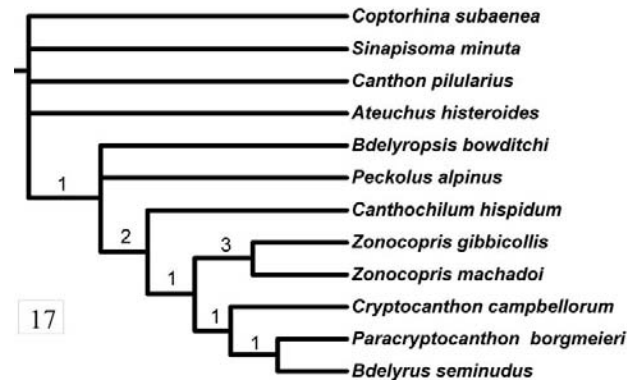 Coptorhina subaenea
Sinapisoma minuta
Canthon pilularius
Ateuchus histeroides
Bdelyropsis bowditchi
1
Peckolus alpinus
Canthochilum hispidum
2
Zonocopris gibbicollis
3
Zonocopris machadoi
1
Cryptocanthon campbellorum
1
Paracryptocanthon borgmeieri
1
Bdelyrus seminudus
17